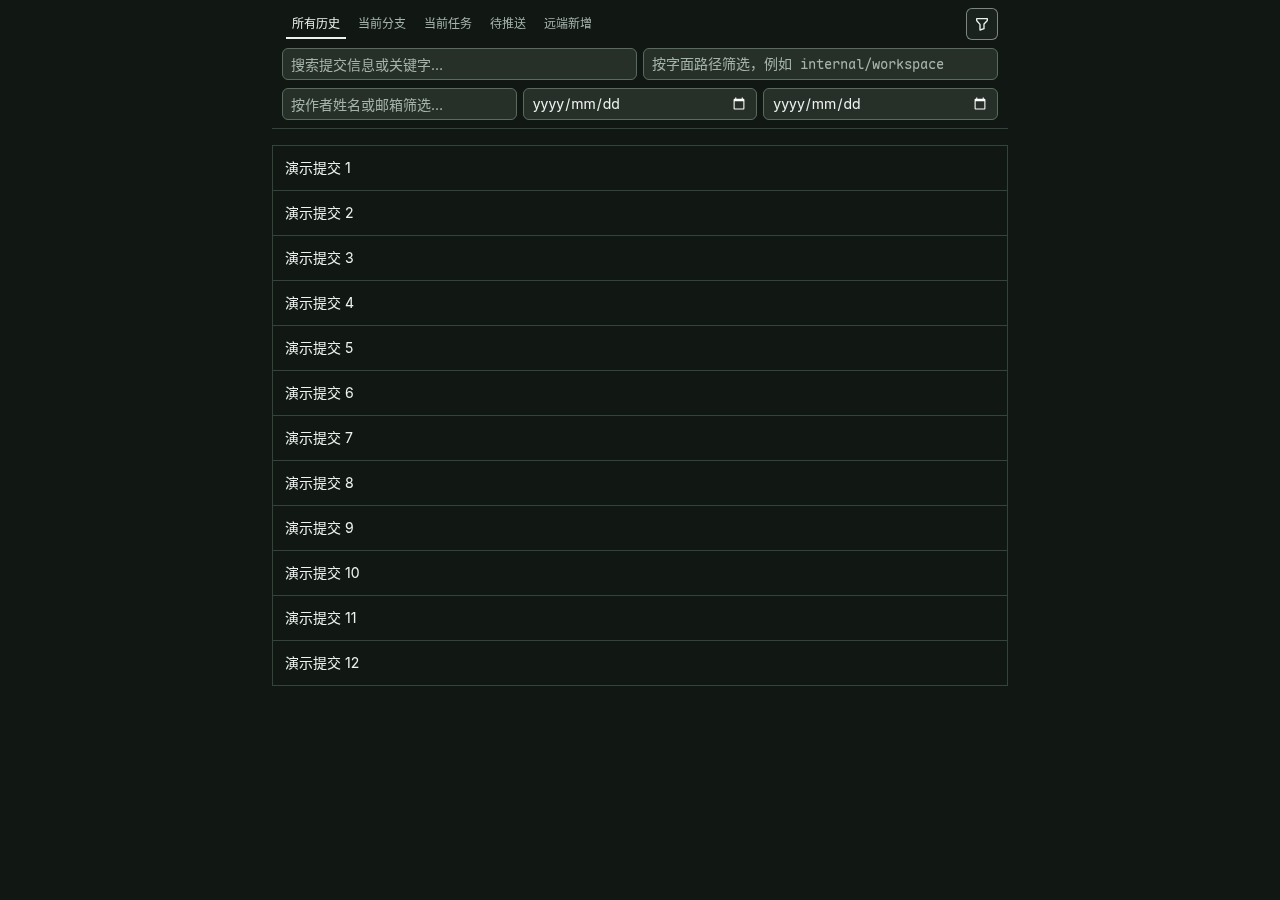 所有历史 当前分支 当前任务 待推送 远端新增
搜索提交信息或关键字... 按字面路径筛选，例如 internal/workspace
按作者姓名或邮箱筛选... yyyy/mm/dd yyyy/mm/dd
演示提交 1
演示提交 2
演示提交 3
演示提交 4
演示提交 5
演示提交 6
演示提交 7
演示提交 8
演示提交 9
演示提交 10
演示提交 11
演示提交 12